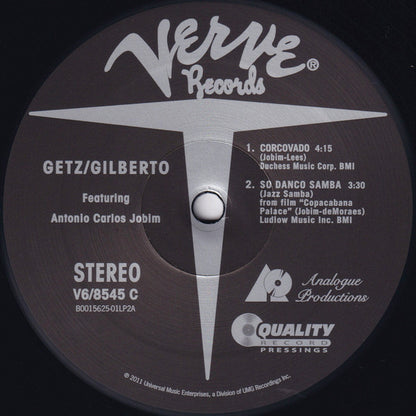 VERVE®
Records
GETZ/GILBERTO
Featuring
Antonio Carlos Jobim
STEREO
V6/8545 C
B0015625-01LP2A
1. CORCOVADO 4:15
(Jobim-Lees)
Duchess Music Corp. BMI
2. SO DANCO SAMBA 3:30
(Jazz Samba)
from film "Copacabana
Palace" (Jobim-deMoraes)
Ludlow Music Inc. BMI
AP
Analogue
Productions
QUALITY
RECORD
PRESSINGS
℗ 2011 Universal Music Enterprises, a Division of UMG Recordings Inc.